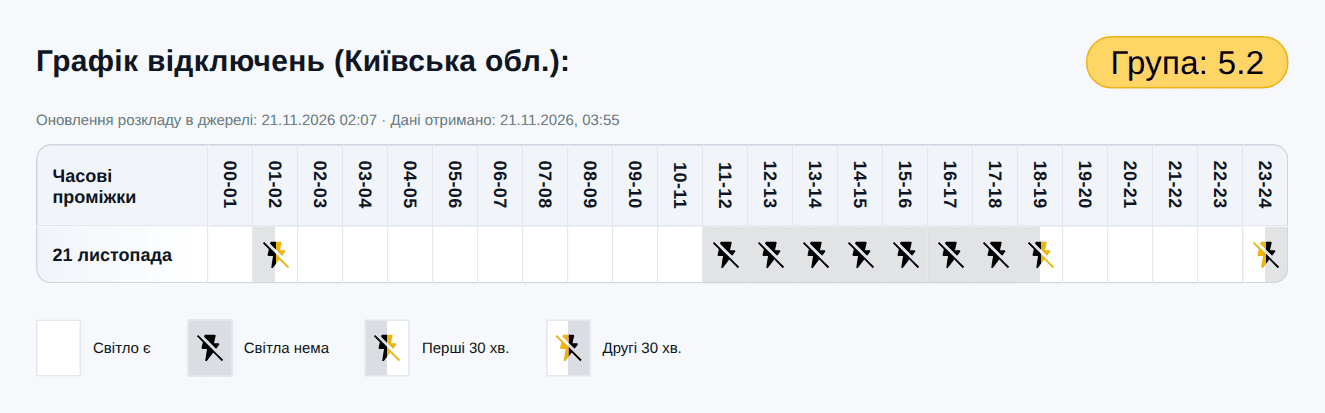 Графік відключень (Київська обл.):
Група: 5.2
Оновлення розкладу в джерелі: 21.11.2026 02:07 · Дані отримано: 21.11.2026, 03:55
Часові
проміжки
00-01
01-02
02-03
03-04
04-05
05-06
06-07
07-08
08-09
09-10
10-11
11-12
12-13
13-14
14-15
15-16
16-17
17-18
18-19
19-20
20-21
21-22
22-23
23-24
21 листопада
Світло є
Світла нема
Перші 30 хв.
Другі 30 хв.